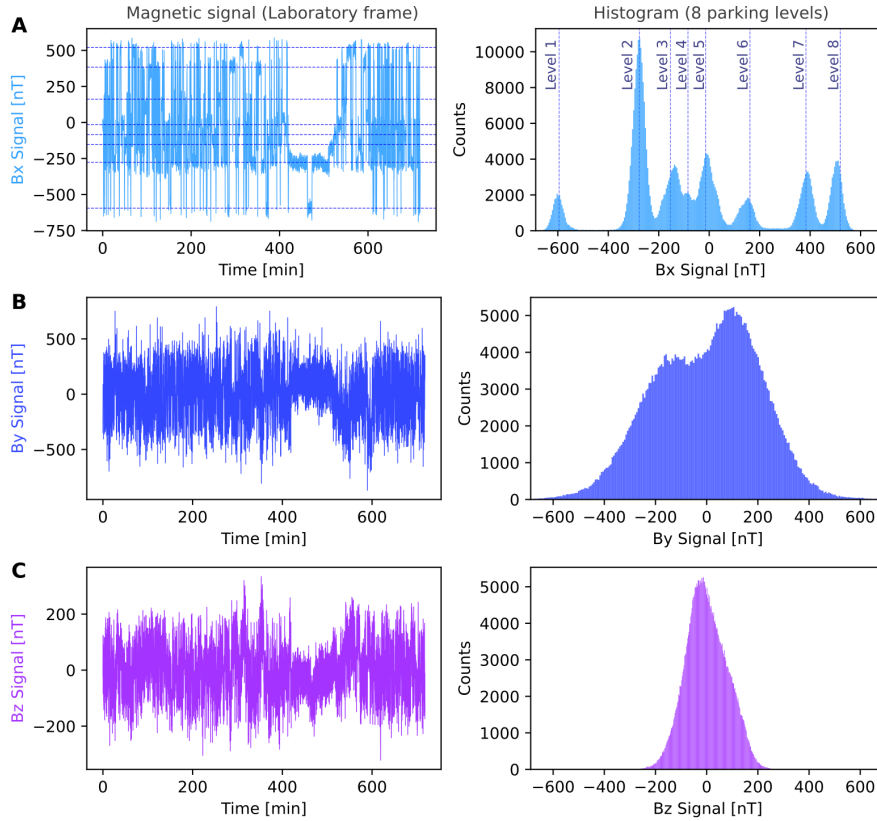 Magnetic signal (Laboratory frame)
Histogram (8 parking levels)
A
Bx Signal [nT]
500
250
0
−250
−500
−750
0
200
400
600
Time [min]
Counts
10000
8000
6000
4000
2000
0
Level 1
Level 2
Level 3
Level 4
Level 5
Level 6
Level 7
Level 8
−600
−400
−200
0
200
400
600
Bx Signal [nT]
B
By Signal [nT]
500
0
−500
0
200
400
600
Time [min]
Counts
5000
4000
3000
2000
1000
0
−600
−400
−200
0
200
400
600
By Signal [nT]
C
Bz Signal [nT]
200
0
−200
0
200
400
600
Time [min]
Counts
5000
4000
3000
2000
1000
0
−600
−400
−200
0
200
400
600
Bz Signal [nT]